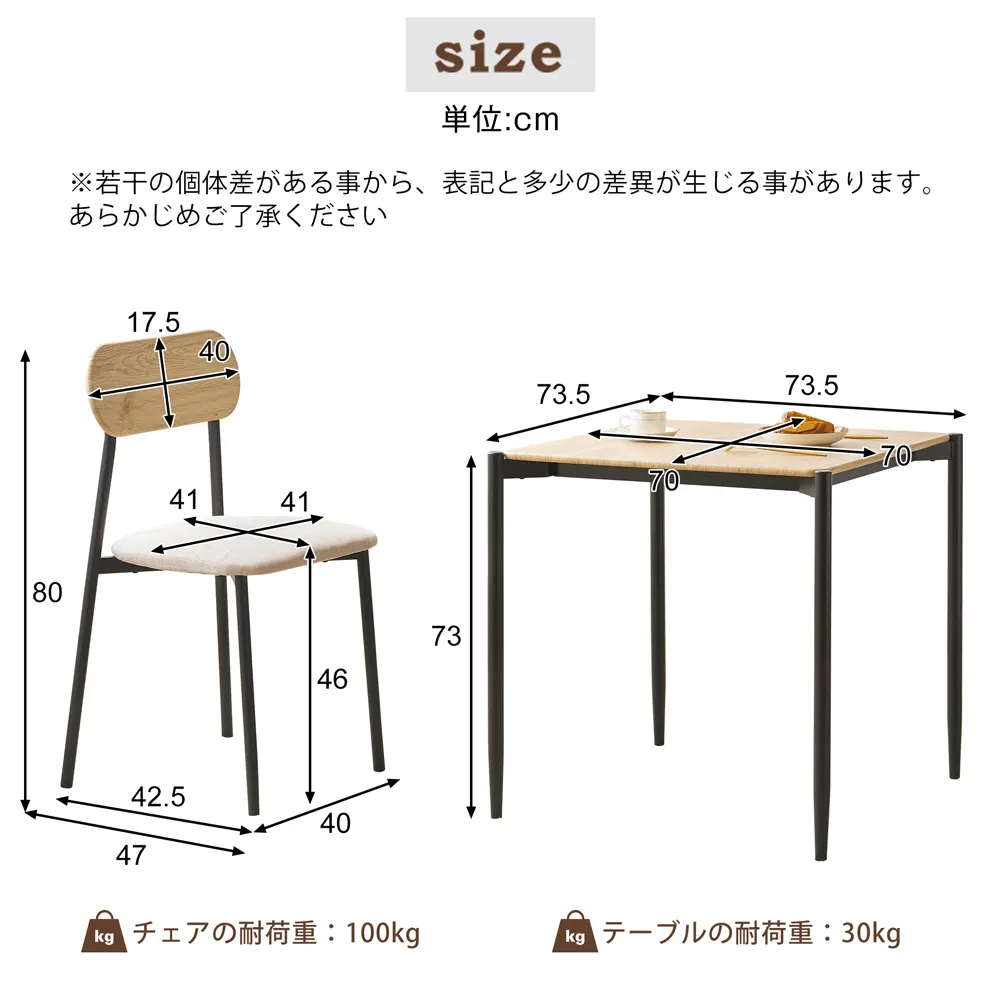 size
単位:cm
※若干の個体差がある事から、表記と多少の差異が生じる事があります。
あらかじめご了承ください
17.5
40
41
41
80
46
42.5
40
47
73.5
73.5
70
70
73
kg チェアの耐荷重：100kg
kg テーブルの耐荷重：30kg